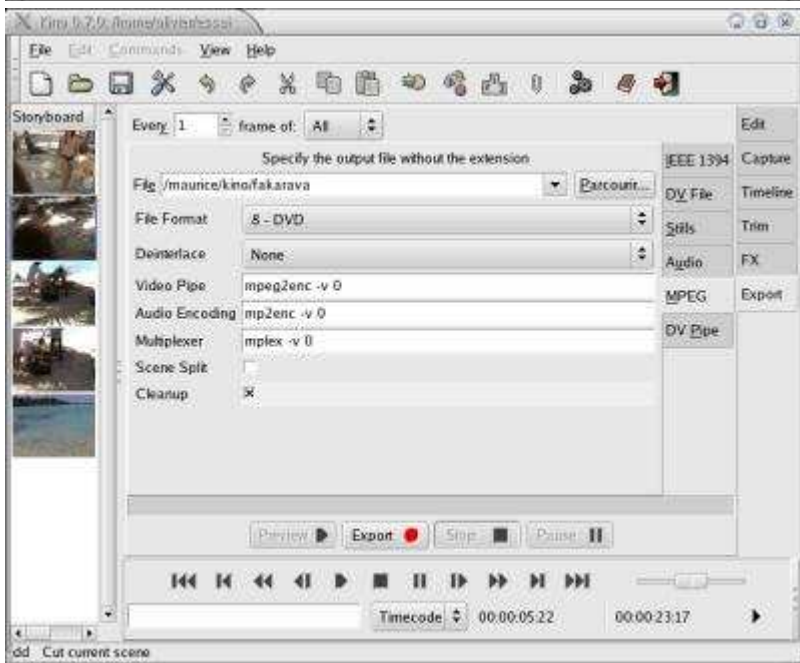 Kino 0.7.9: /home/olivier/essai
File Edit Commands View Help
Storyboard
Every 1 frame of: All
Specify the output file without the extension
File /maurice/kino/fakarava Parcourir...
File Format 8 - DVD
Deinterlace None
Video Pipe mpeg2enc -v 0
Audio Encoding mp2enc -v 0
Multiplexer mplex -v 0
Scene Split
Cleanup
IEEE 1394
DV File
Stills
Audio
MPEG
DV Pipe
Edit
Capture
Timeline
Trim
FX
Export
Preview Export Stop Pause
Timecode 00:00:05:22 00:00:23:17
dd Cut current scene